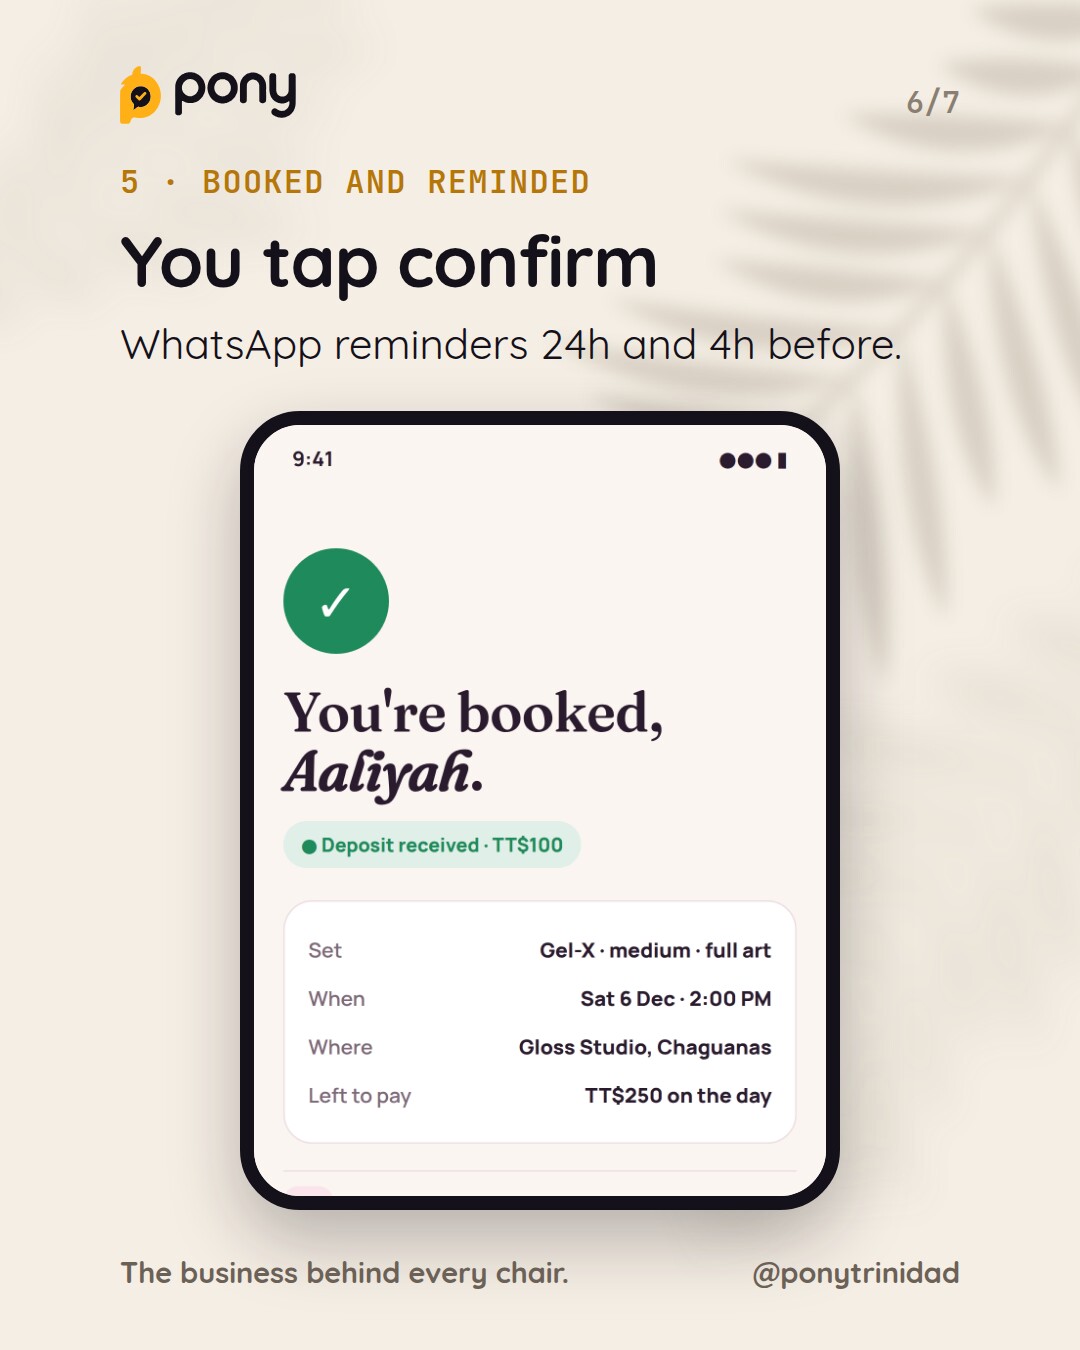 pony
6/7
5 · BOOKED AND REMINDED
You tap confirm
WhatsApp reminders 24h and 4h before.
9:41
✓
You're booked,
Aaliyah.
Deposit received · TT$100
Set Gel-X · medium · full art
When Sat 6 Dec · 2:00 PM
Where Gloss Studio, Chaguanas
Left to pay TT$250 on the day
The business behind every chair. @ponytrinidad